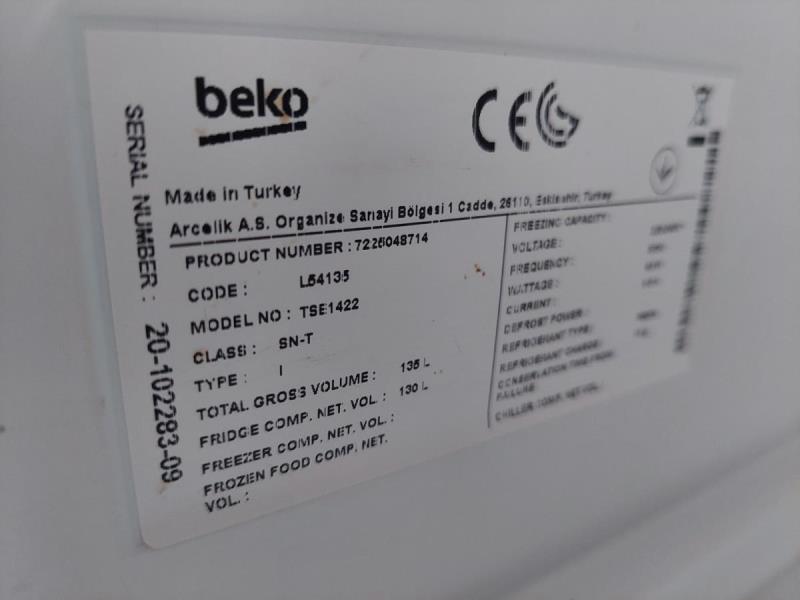 beko
CE
SERIAL NUMBER : 20-102283-09
Made in Turkey
Arcelik A.S. Organize Sanayi Bölgesi 1 Cadde, 26110, Eskisehir, Turkey
PRODUCT NUMBER : 7226048714
CODE : L54135
MODEL NO : TSE1422
CLASS : SN-T
TYPE : I
TOTAL GROSS VOLUME : 135 L
FRIDGE COMP. NET. VOL. : 130 L
FREEZER COMP. NET. VOL. :
FROZEN FOOD COMP. NET.
VOL. :
FREEZING CAPACITY :
VOLTAGE :
FREQUENCY :
WATTAGE :
CURRENT :
DEFROST POWER :
REFRIGERANT TYPE :
REFRIGERANT CHARGE :
CONSERVATION TIME FROM
FAILURE :
CHILLER COMP. NET VOL. :